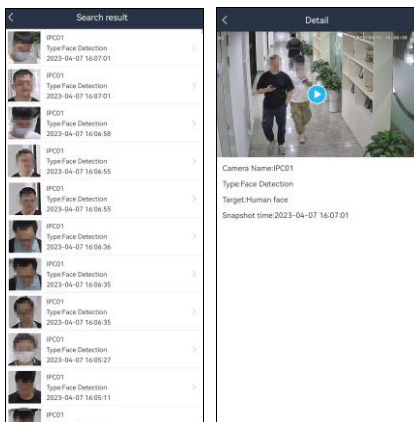 Search result
IPC01
Type:Face Detection
2023-04-07 16:07:01
IPC01
Type:Face Detection
2023-04-07 16:07:01
IPC01
Type:Face Detection
2023-04-07 16:06:58
IPC01
Type:Face Detection
2023-04-07 16:06:55
IPC01
Type:Face Detection
2023-04-07 16:06:55
IPC01
Type:Face Detection
2023-04-07 16:06:36
IPC01
Type:Face Detection
2023-04-07 16:06:35
IPC01
Type:Face Detection
2023-04-07 16:06:35
IPC01
Type:Face Detection
2023-04-07 16:05:27
IPC01
Type:Face Detection
2023-04-07 16:05:11
IPC01
Detail
Camera Name:IPC01
Type:Face Detection
Target:Human face
Snapshot time:2023-04-07 16:07:01